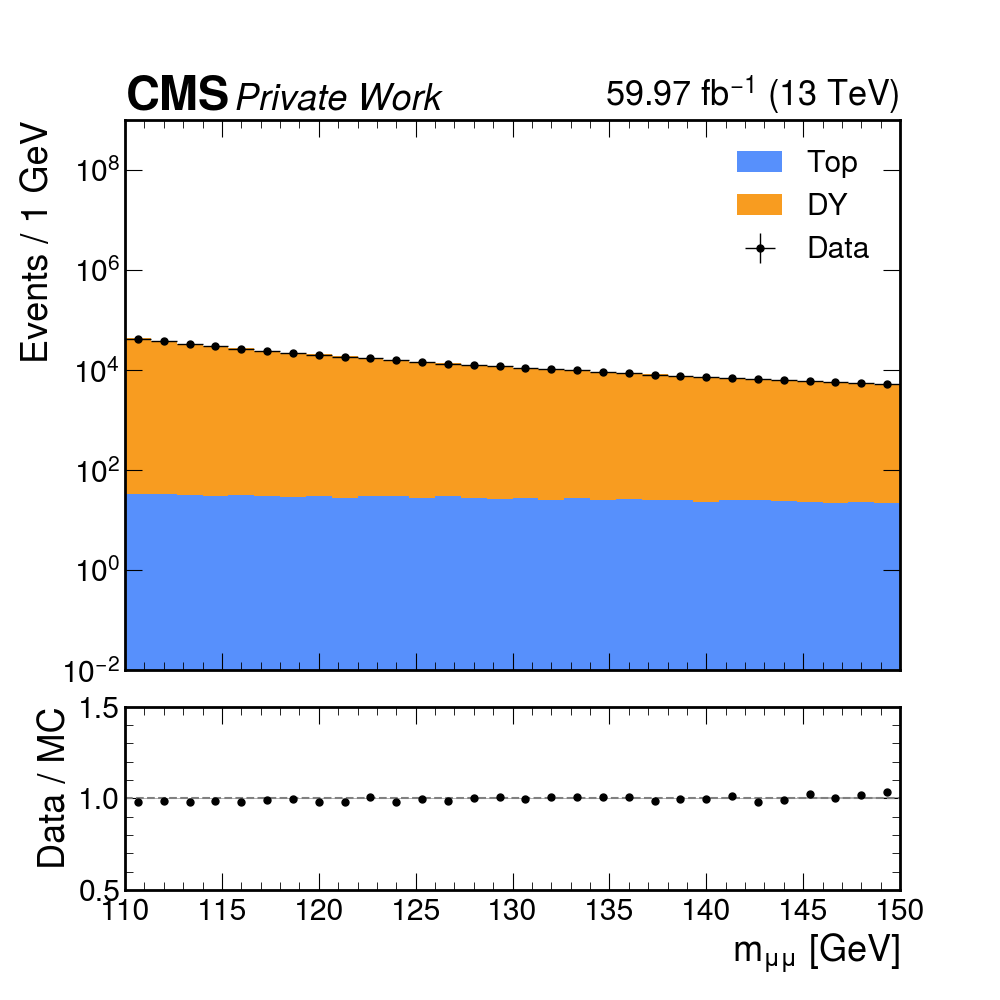 CMS Private Work 59.97 fb⁻¹ (13 TeV)
Events / 1 GeV
10⁸
10⁶
10⁴
10²
10⁰
10⁻²
Top
DY
Data
Data / MC
1.5
1.0
0.5
110 115 120 125 130 135 140 145 150
m_μμ [GeV]